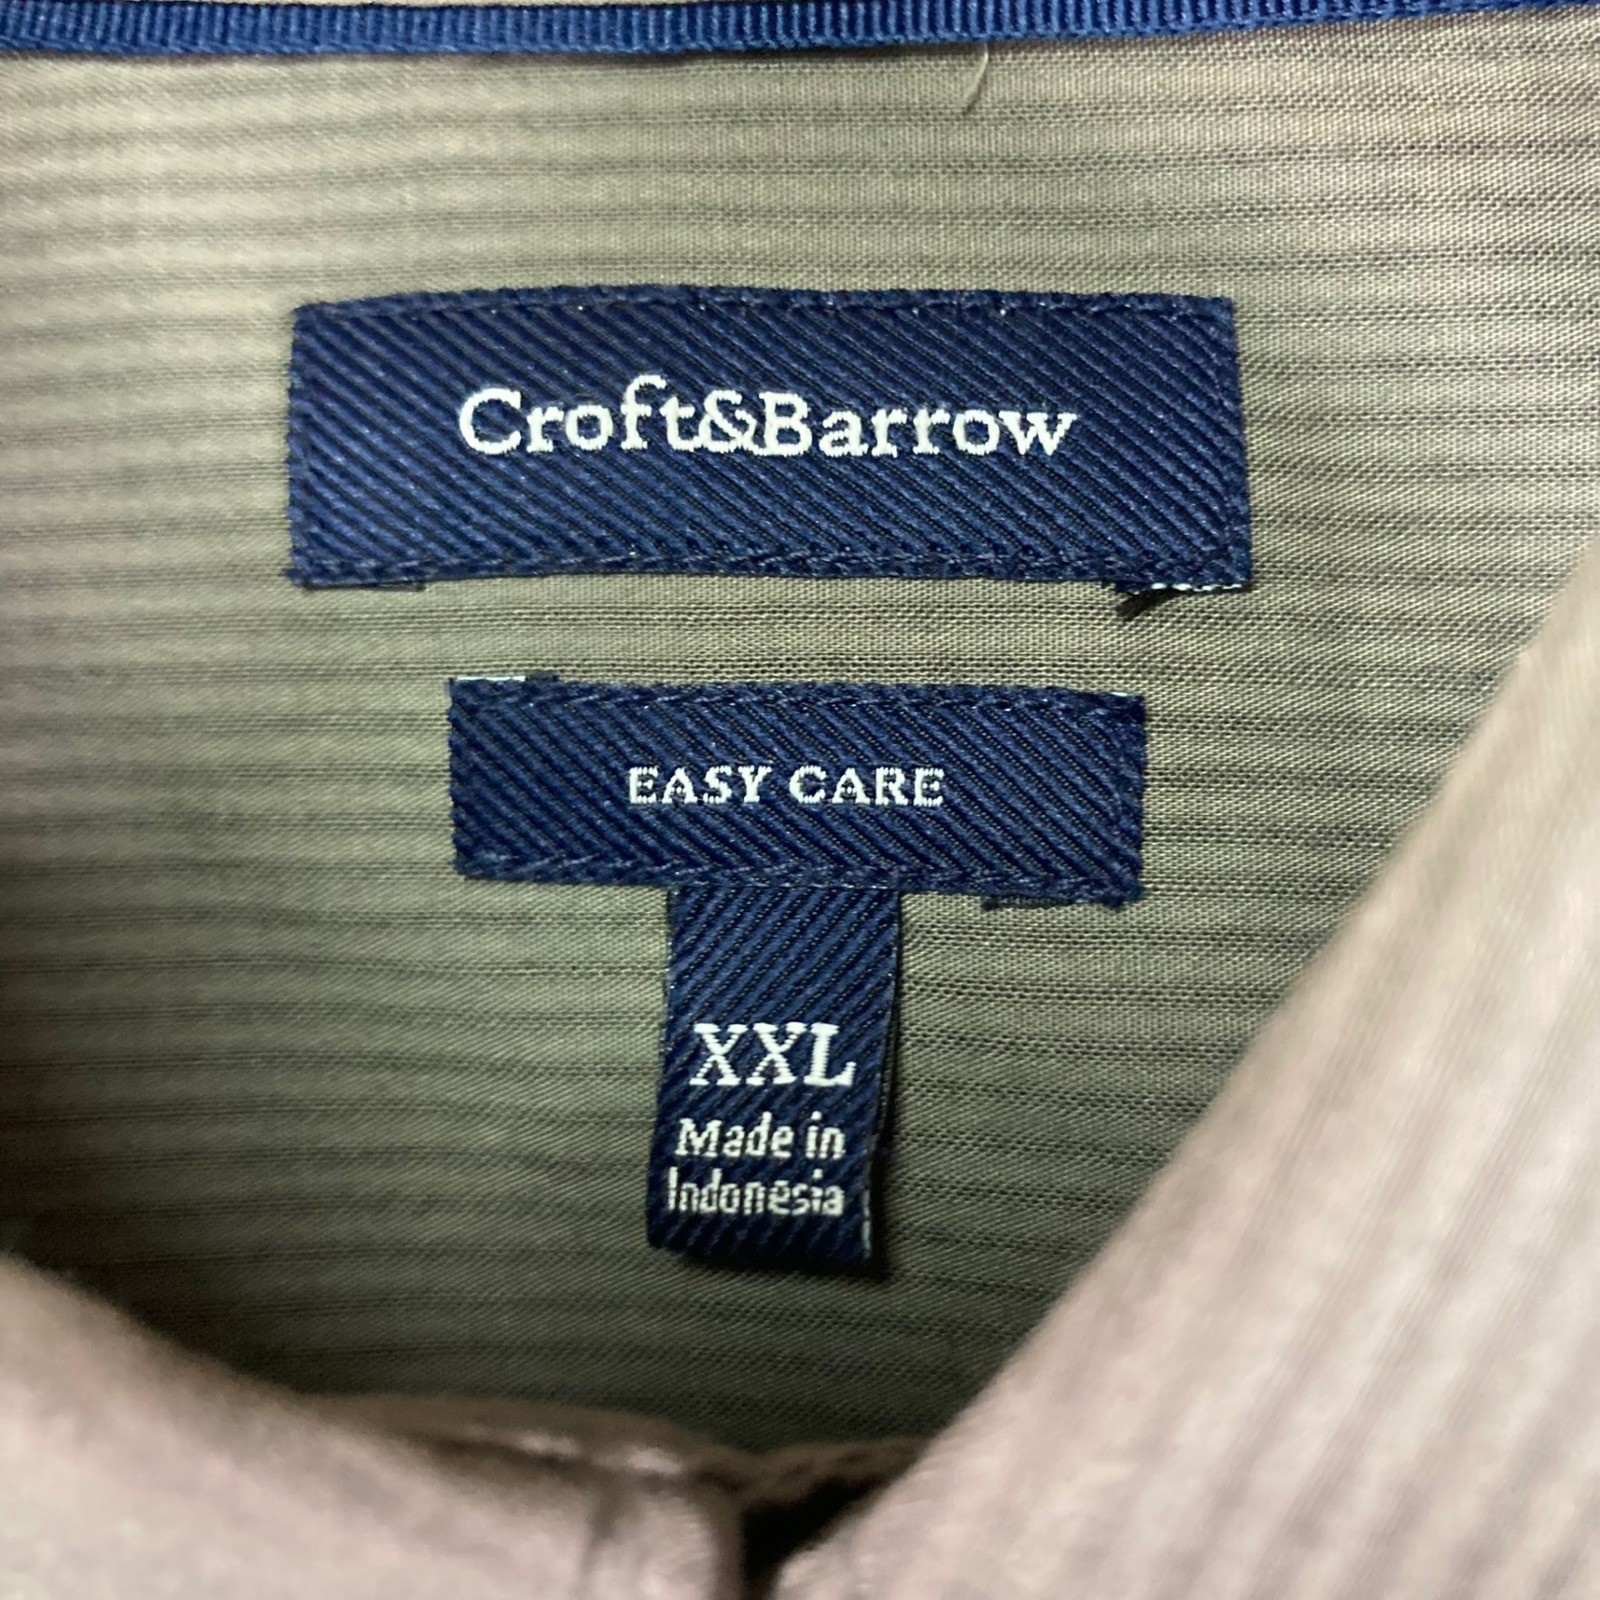 Croft&Barrow
EASY CARE
XXL
Made in
Indonesia